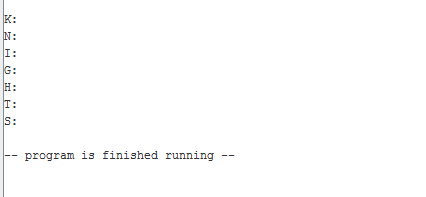 K:
N:
I:
G:
H:
T:
S:
-- program is finished running --